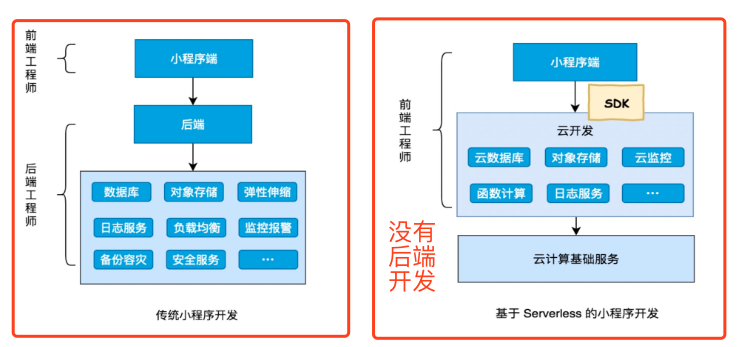 前端工程师
小程序端
后端
后端工程师
数据库 对象存储 弹性伸缩
日志服务 负载均衡 监控报警
备份容灾 安全服务 ...
传统小程序开发
小程序端
SDK
前端工程师
云开发
云数据库 对象存储 云监控
函数计算 日志服务 ...
没有
后端
开发
云计算基础服务
基于 Serverless 的小程序开发